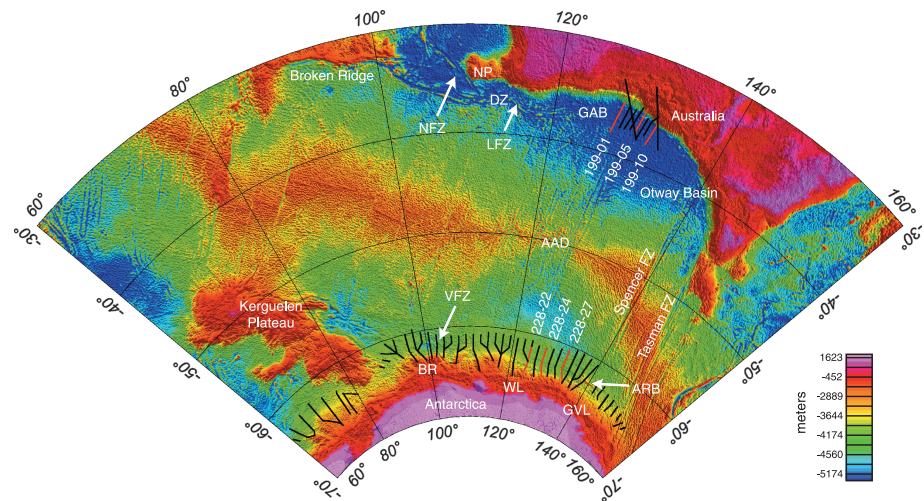 100°
120°
80°
140°
60°
160°
-30°
-30°
-40°
-40°
-50°
-50°
-60°
-60°
-70°
-70°
60°
80°
100°
120°
140°
160°
Broken Ridge
NP
DZ
NFZ
LFZ
GAB
Australia
199-01
199-05
199-10
Otway Basin
AAD
Spencer FZ
Tasman FZ
Kerguelen
Plateau
VFZ
228-22
228-24
228-27
BR
WL
ARB
GVL
Antarctica
meters
1623
-452
-2889
-3644
-4174
-4560
-5174